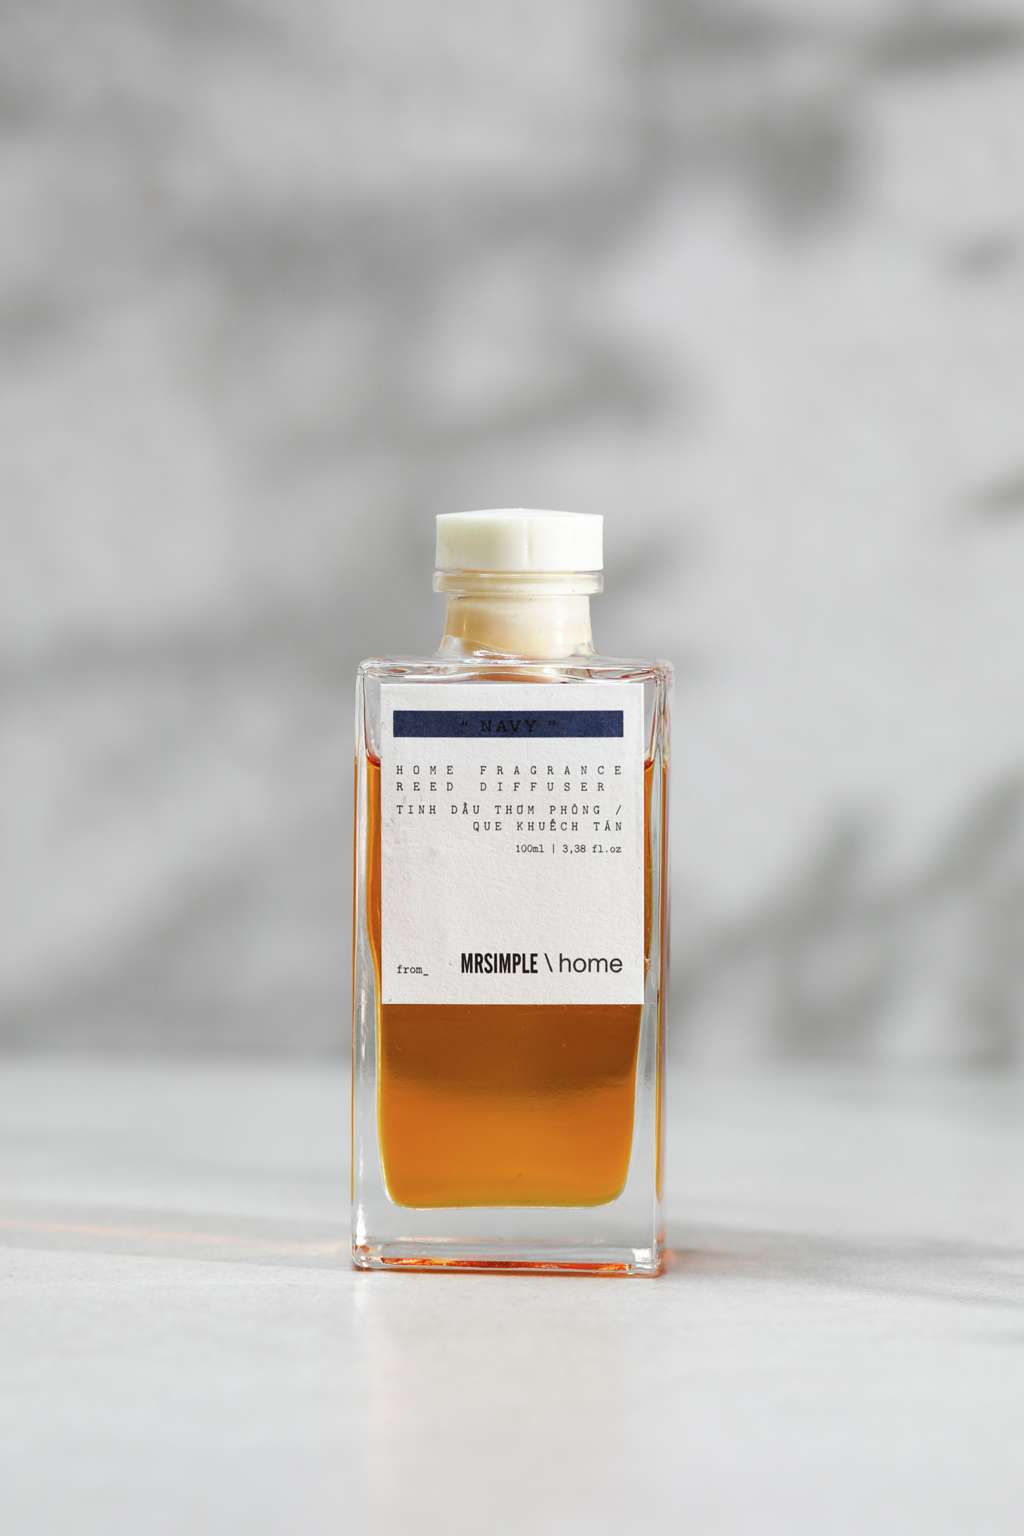 " NAVY "
HOME FRAGRANCE
REED DIFFUSER
TINH DẦU THƠM PHÒNG /
QUE KHUẾCH TÁN
100ml | 3,38 fl.oz
from_ MRSIMPLE \ home